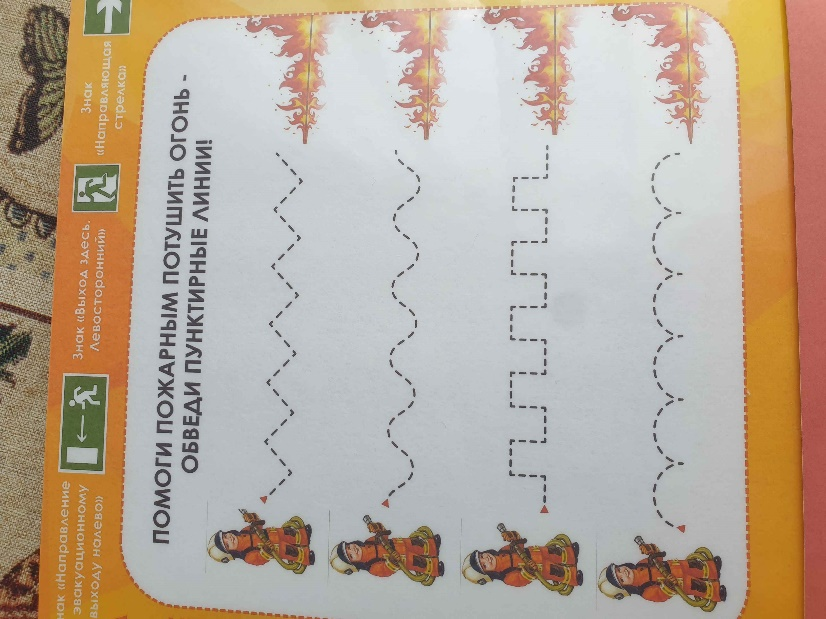 Знак «Направление
эвакуационному
выходу налево»
Знак «Выход здесь.
Левосторонний»
Знак
«Направляющая
стрелка»
ПОМОГИ ПОЖАРНЫМ ПОТУШИТЬ ОГОНЬ -
ОБВЕДИ ПУНКТИРНЫЕ ЛИНИИ!